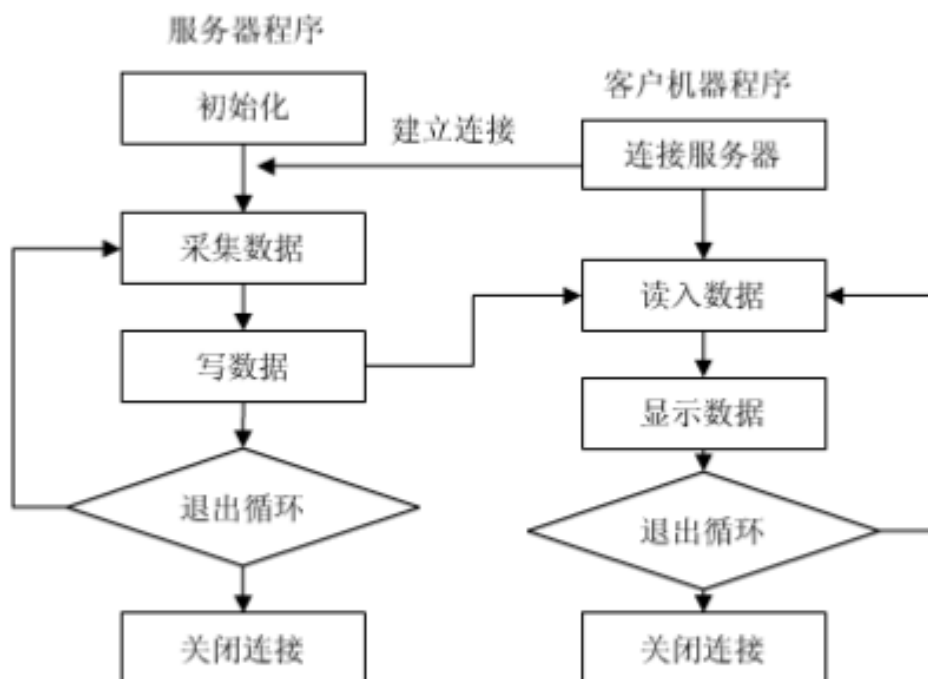 服务器程序
初始化
采集数据
写数据
退出循环
关闭连接
建立连接
客户机器程序
连接服务器
读入数据
显示数据
退出循环
关闭连接